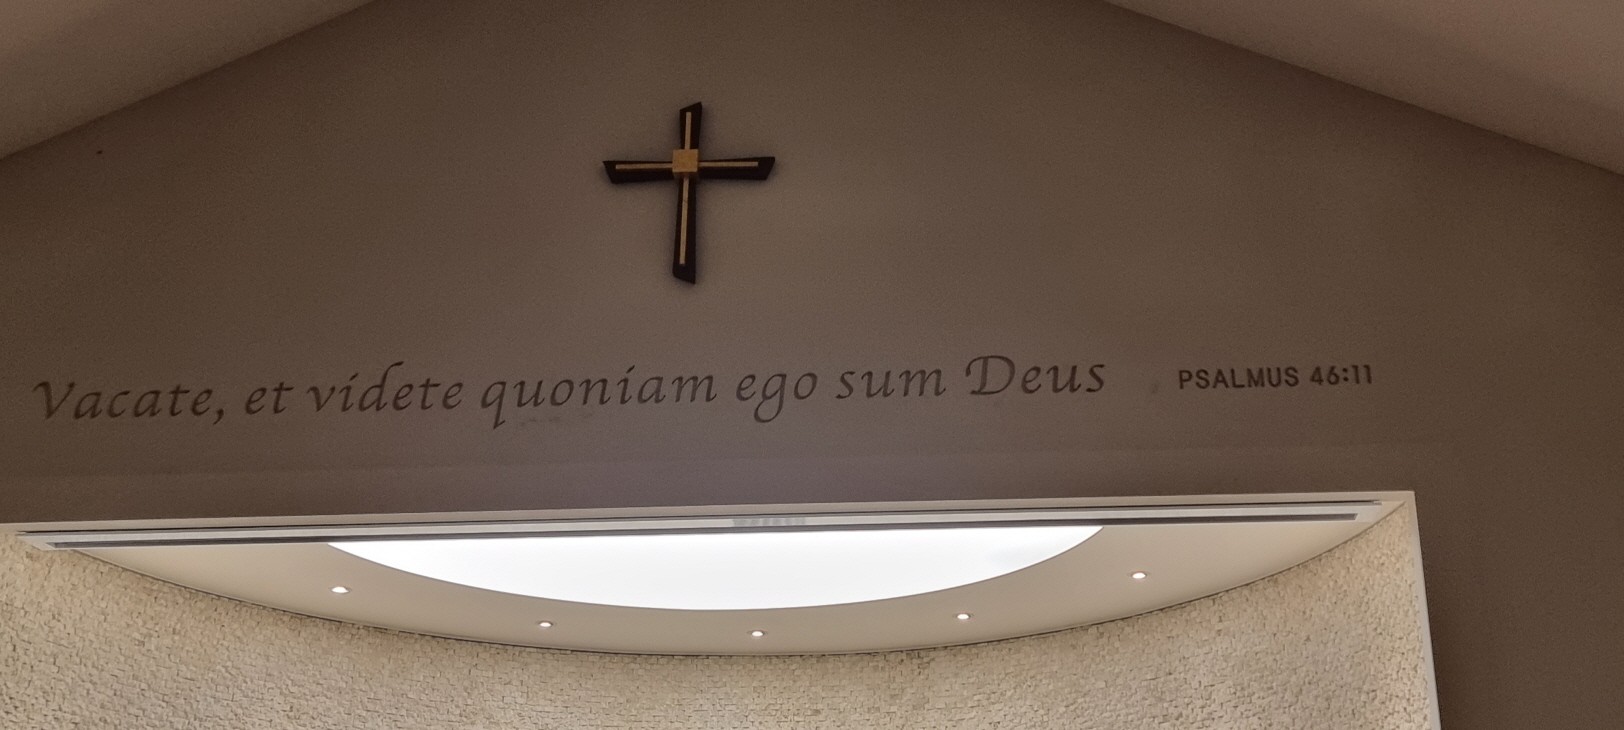 Vacate, et videte quoniam ego sum Deus PSALMUS 46:11